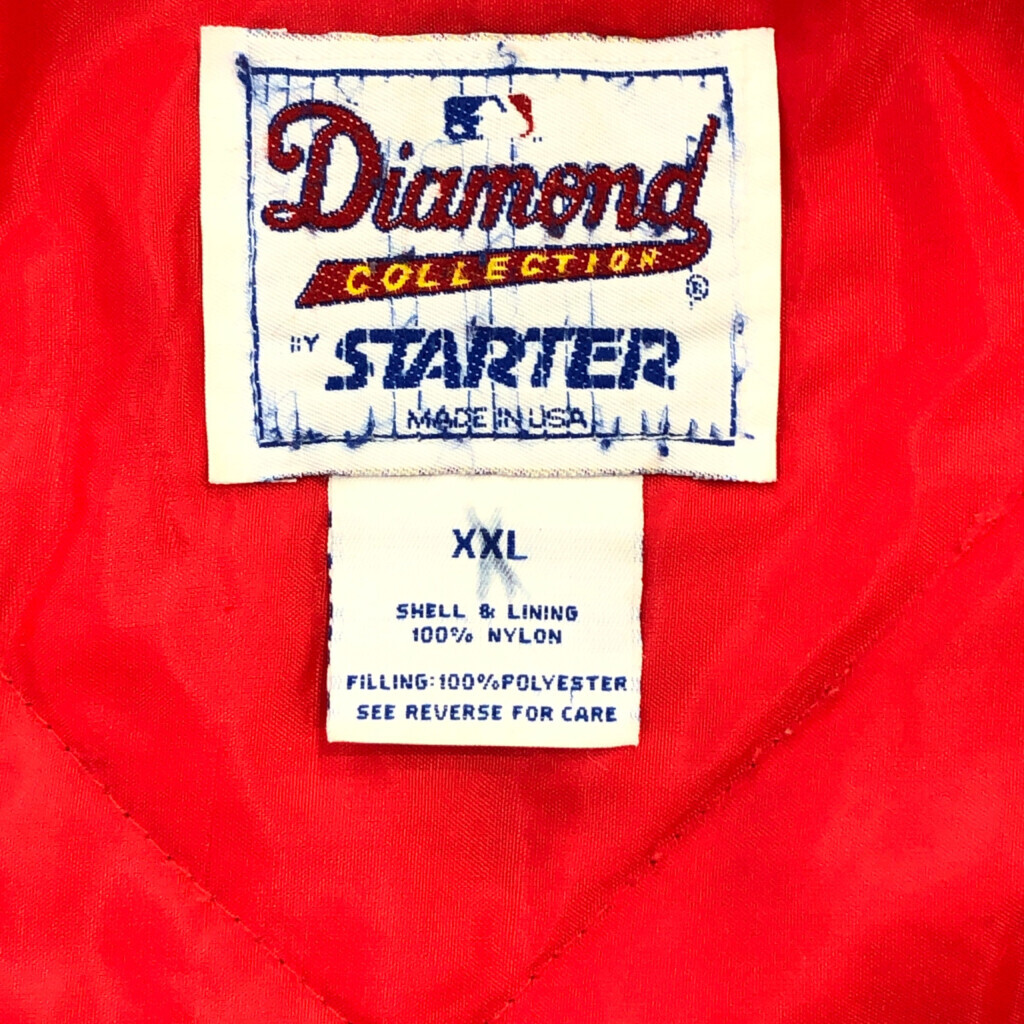 Diamond
COLLECTION
®
BY STARTER
MADE IN USA
XXL
SHELL & LINING
100% NYLON
FILLING:100%POLYESTER
SEE REVERSE FOR CARE